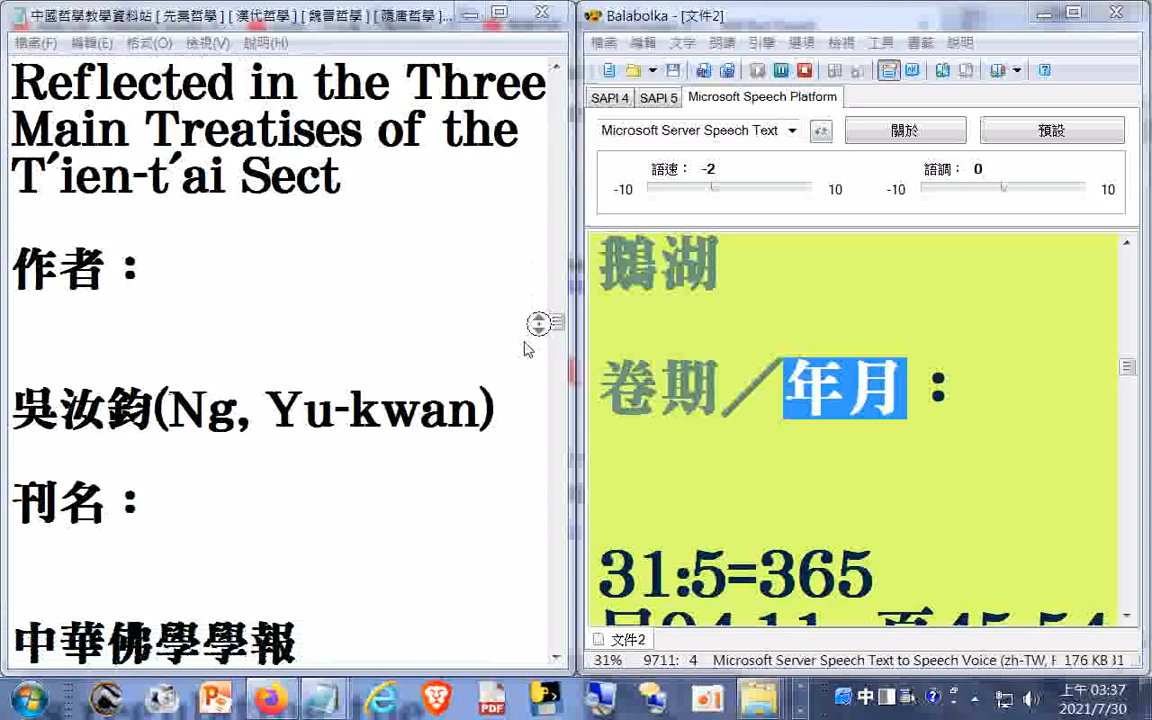 中國哲學教學資料站 [ 先秦哲學 ] [ 漢代哲學 ] [ 魏晉哲學 ] [ 隋唐哲學 ]...
檔案(F) 編輯(E) 格式(O) 檢視(V) 說明(H)
Reflected in the Three
Main Treatises of the
T'ien-t'ai Sect
作者：
吳汝鈞(Ng, Yu-kwan)
刊名：
中華佛學學報
Balabolka - [文件2]
檔案 編輯 文字 朗讀 引擎 選項 檢視 工具 書籤 說明
SAPI 4 SAPI 5 Microsoft Speech Platform
Microsoft Server Speech Text 關於 預設
語速： -2 語調： 0
-10 10 -10 10
鵝湖
卷期／年月：
31:5=365
文件2
31% 9711: 4 Microsoft Server Speech Text to Speech Voice (zh-TW, 176 KB
中
上午 03:37
2021/7/30